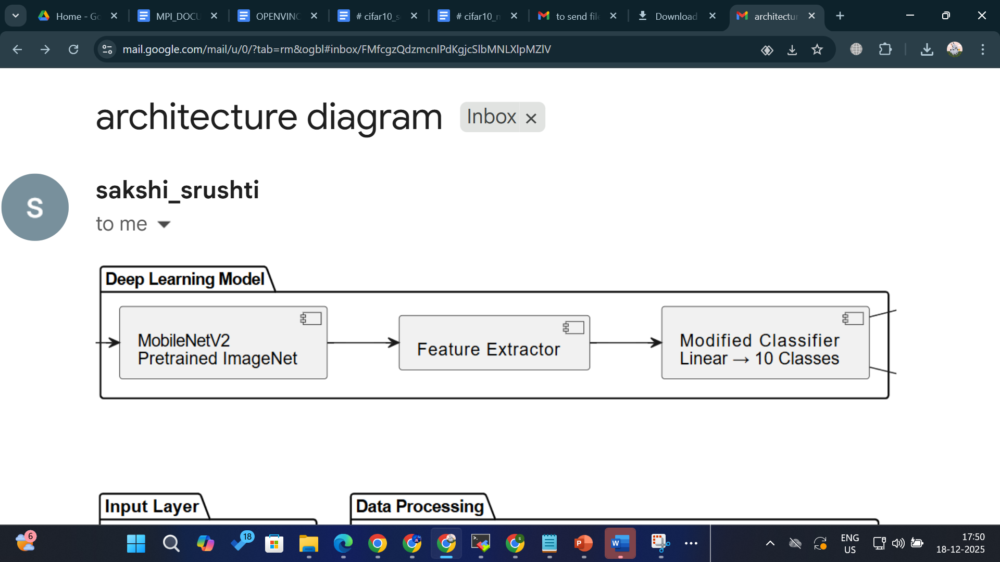 Home - Go
MPI_DOCU
OPENVINC
# cifar10_s
# cifar10_m
to send file
Download
architectur
mail.google.com/mail/u/0/?tab=rm&ogbl#inbox/FMfcgzQdzmcnlPdKgjcSlbMNLXlpMZlV
architecture diagram
Inbox ×
sakshi_srushti
S
to me
Deep Learning Model
MobileNetV2
Pretrained ImageNet
Feature Extractor
Modified Classifier
Linear → 10 Classes
Input Layer
Data Processing
6
18
ENG
US
17:50
18-12-2025